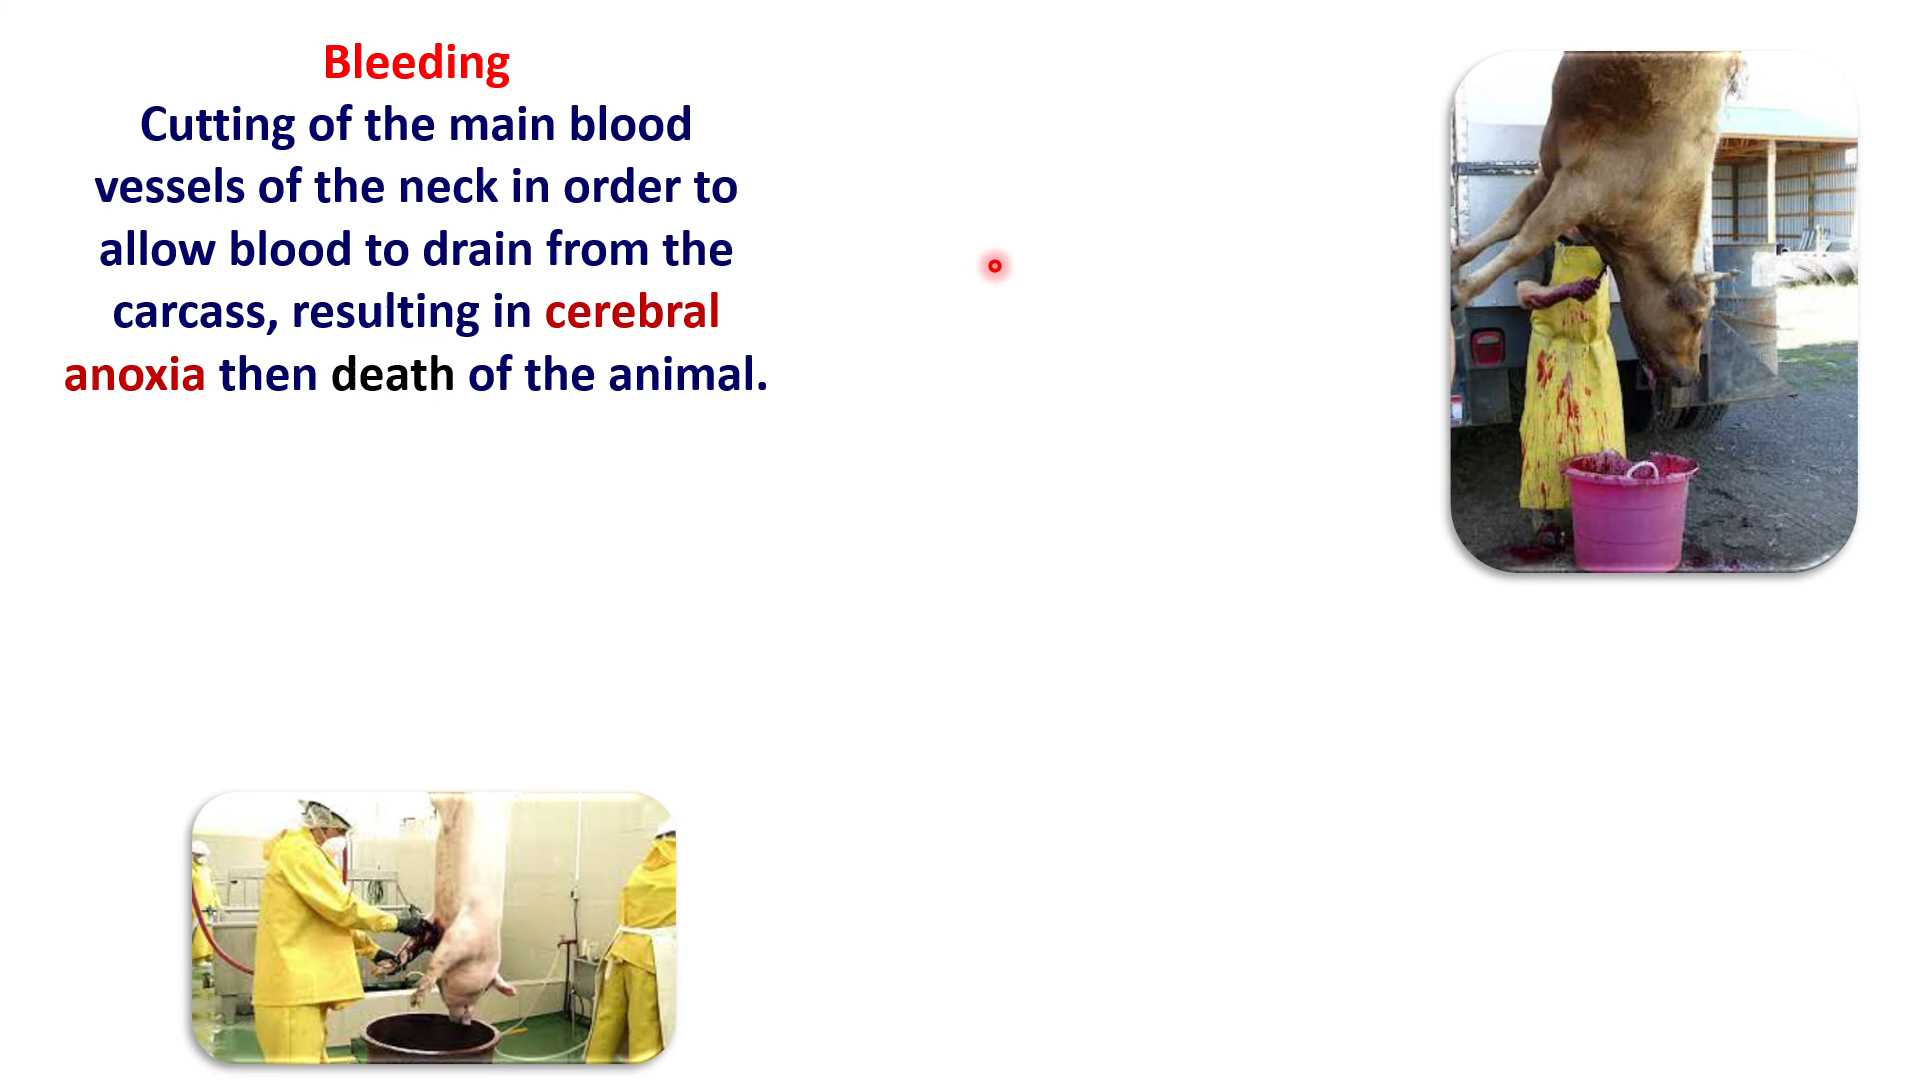 Bleeding
Cutting of the main blood
vessels of the neck in order to
allow blood to drain from the
carcass, resulting in cerebral
anoxia then death of the animal.